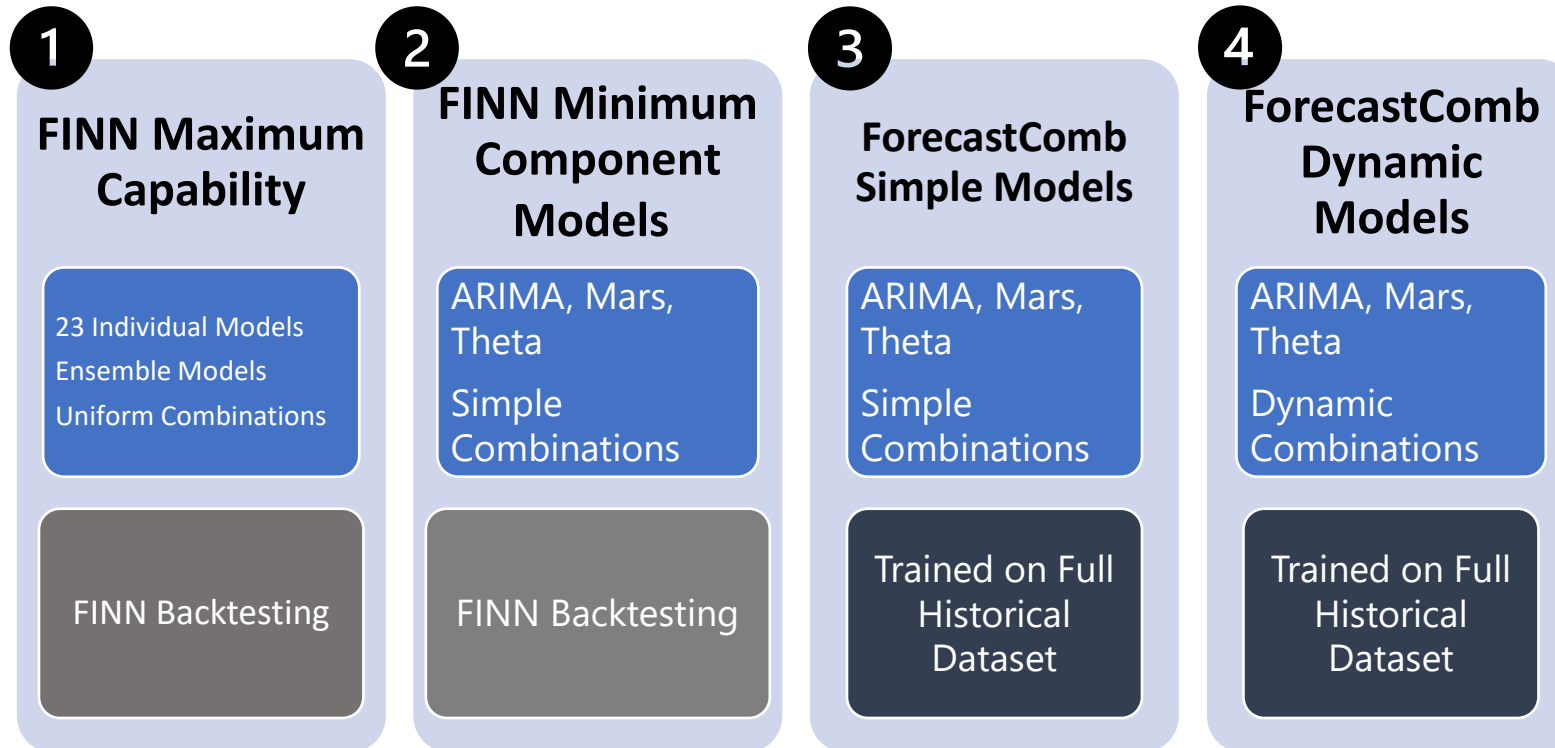 1
FINN Maximum
Capability
23 Individual Models
Ensemble Models
Uniform Combinations
FINN Backtesting
2
FINN Minimum
Component
Models
ARIMA, Mars,
Theta
Simple
Combinations
FINN Backtesting
3
ForecastComb
Simple Models
ARIMA, Mars,
Theta
Simple
Combinations
Trained on Full
Historical
Dataset
4
ForecastComb
Dynamic
Models
ARIMA, Mars,
Theta
Dynamic
Combinations
Trained on Full
Historical
Dataset